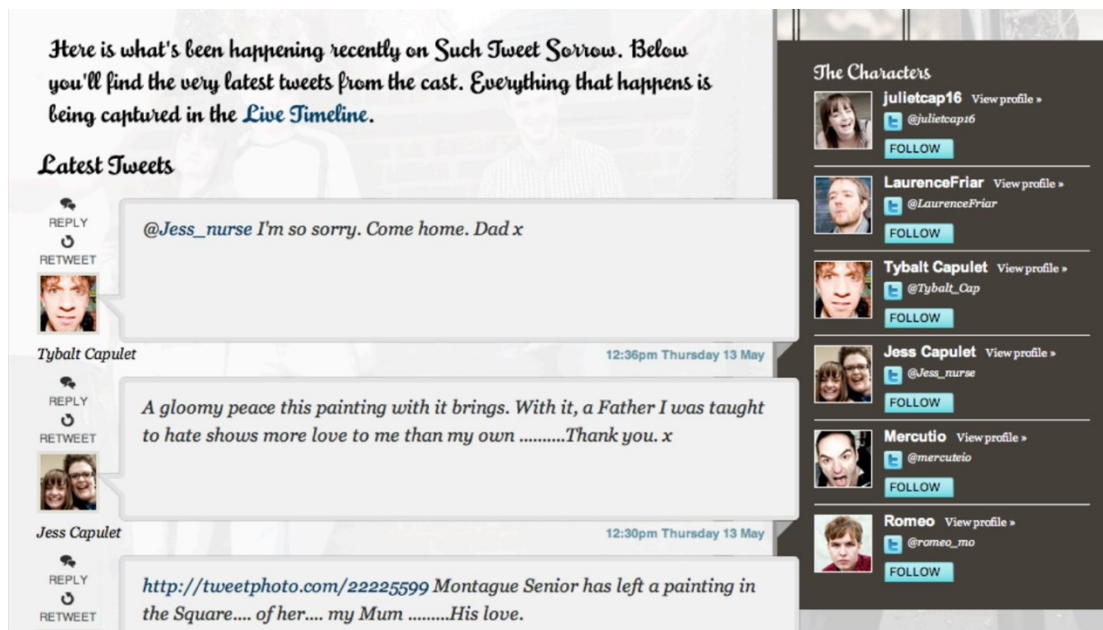 Here is what's been happening recently on Such Tweet Sorrow. Below
you'll find the very latest tweets from the cast. Everything that happens is
being captured in the Live Timeline.
Latest Tweets
REPLY
RETWEET
@Jess_nurse I'm so sorry. Come home. Dad x
Tybalt Capulet
12:36pm Thursday 13 May
REPLY
RETWEET
A gloomy peace this painting with it brings. With it, a Father I was taught
to hate shows more love to me than my own ..........Thank you. x
Jess Capulet
12:30pm Thursday 13 May
REPLY
RETWEET
http://tweetphoto.com/22225599 Montague Senior has left a painting in
the Square.... of her.... my Mum .........His love.
The Characters
julietcap16 View profile »
@julietcap16
FOLLOW
LaurenceFriar View profile »
@LaurenceFriar
FOLLOW
Tybalt Capulet View profile »
@Tybalt_Cap
FOLLOW
Jess Capulet View profile »
@Jess_nurse
FOLLOW
Mercutio View profile »
@mercuteio
FOLLOW
Romeo View profile »
@romeo_mo
FOLLOW